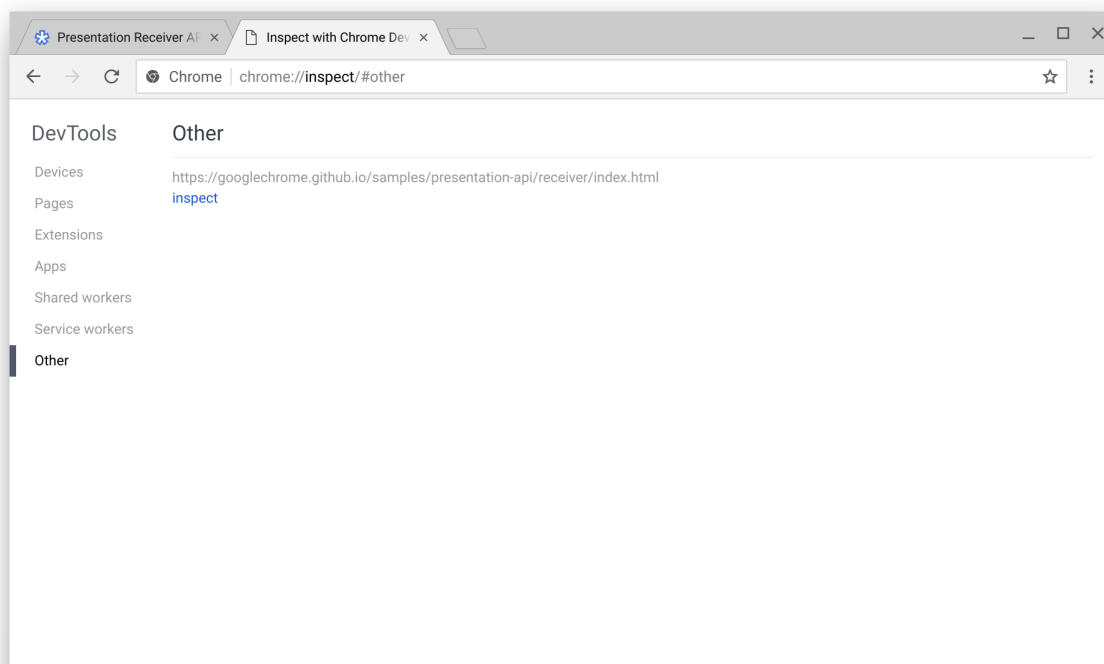 Presentation Receiver AP
Inspect with Chrome Dev
Chrome chrome://inspect/#other
DevTools
Devices
Pages
Extensions
Apps
Shared workers
Service workers
Other
Other
https://googlechrome.github.io/samples/presentation-api/receiver/index.html
inspect